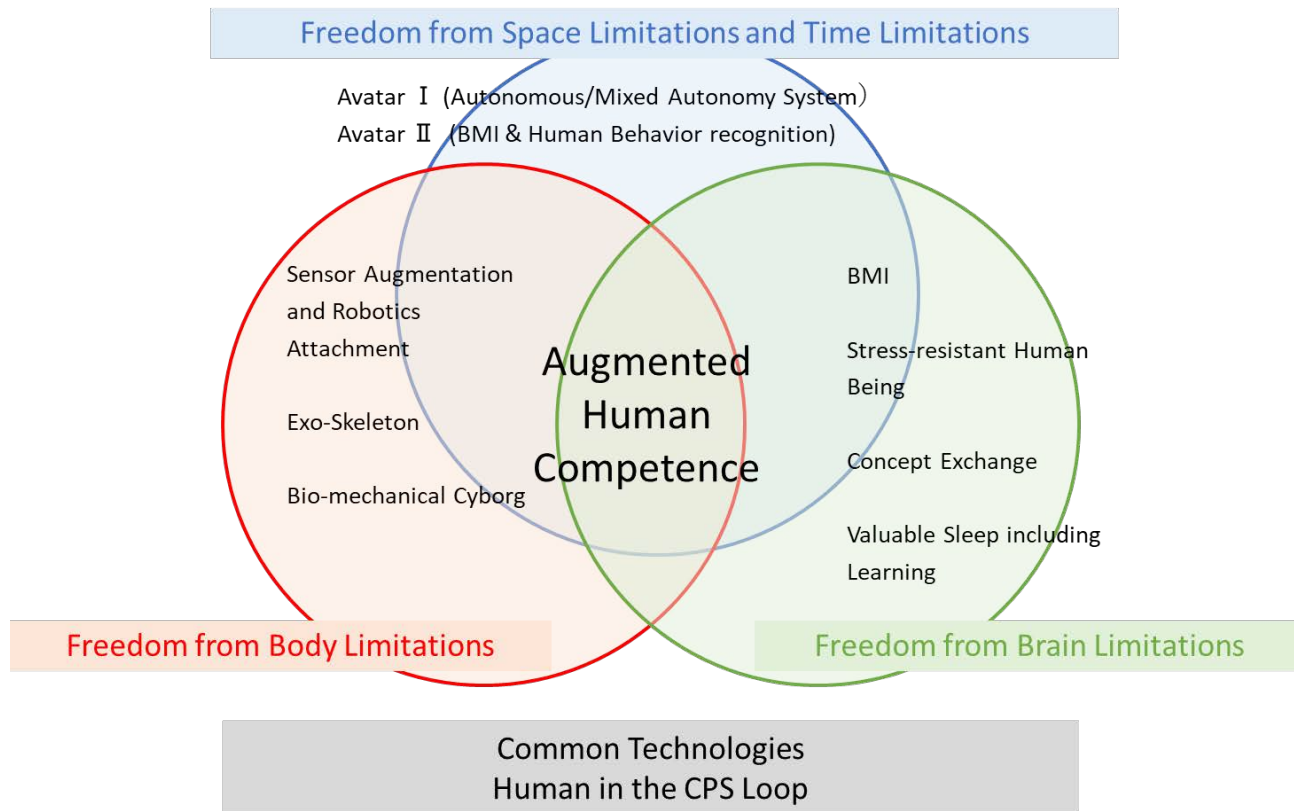 Freedom from Space Limitations and Time Limitations
Avatar Ⅰ (Autonomous/Mixed Autonomy System）
Avatar Ⅱ (BMI & Human Behavior recognition)
Sensor Augmentation
and Robotics
Attachment
Exo-Skeleton
Bio-mechanical Cyborg
Augmented
Human
Competence
BMI
Stress-resistant Human
Being
Concept Exchange
Valuable Sleep including
Learning
Freedom from Body Limitations
Freedom from Brain Limitations
Common Technologies
Human in the CPS Loop